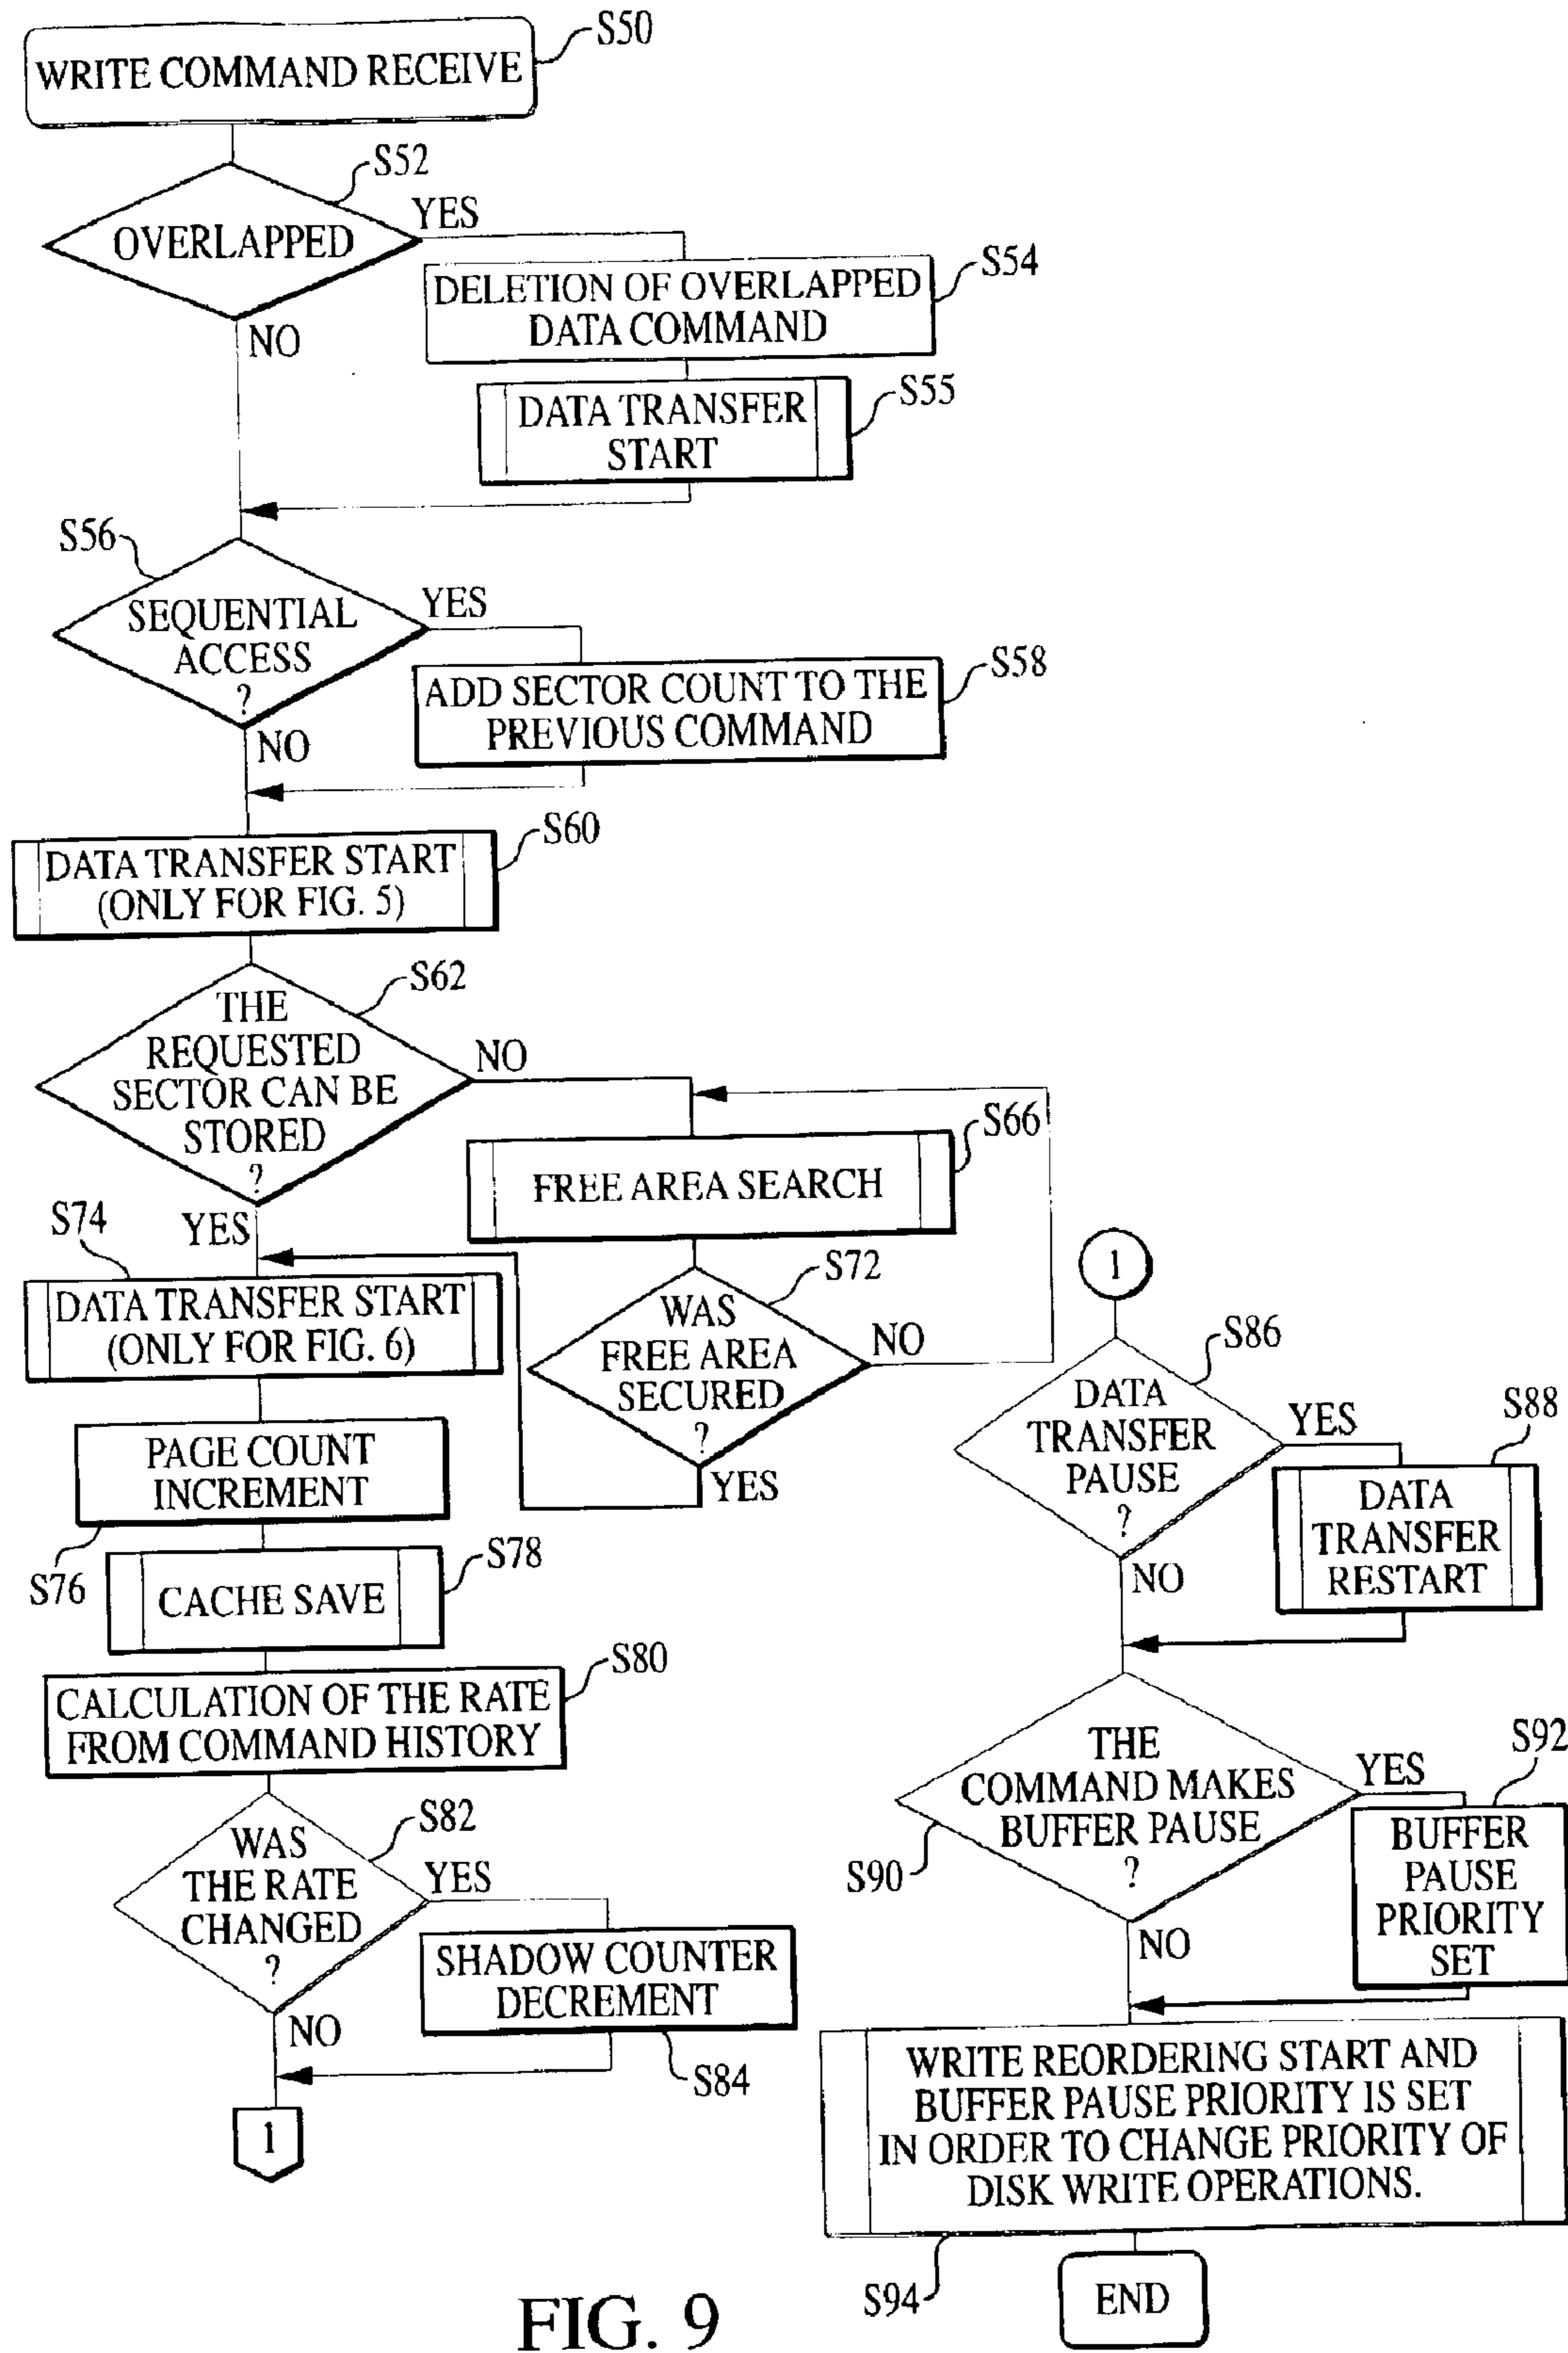 WRITE COMMAND RECEIVE
S50
S52
OVERLAPPED
YES
NO
DELETION OF OVERLAPPED
DATA COMMAND
S54
DATA TRANSFER
START
S55
S56
SEQUENTIAL
ACCESS
?
YES
NO
ADD SECTOR COUNT TO THE
PREVIOUS COMMAND
S58
DATA TRANSFER START
(ONLY FOR FIG. 5)
S60
S62
THE
REQUESTED
SECTOR CAN BE
STORED
?
NO
YES
S66
FREE AREA SEARCH
S72
WAS
FREE AREA
SECURED
?
NO
YES
S74
DATA TRANSFER START
(ONLY FOR FIG. 6)
PAGE COUNT
INCREMENT
S76
CACHE SAVE
S78
CALCULATION OF THE RATE
FROM COMMAND HISTORY
S80
S82
WAS
THE RATE
CHANGED
?
YES
NO
SHADOW COUNTER
DECREMENT
S84
1
1
S86
DATA
TRANSFER
PAUSE
?
YES
NO
S88
DATA
TRANSFER
RESTART
THE
COMMAND MAKES
BUFFER PAUSE
?
S90
YES
NO
S92
BUFFER
PAUSE
PRIORITY
SET
WRITE REORDERING START AND
BUFFER PAUSE PRIORITY IS SET
IN ORDER TO CHANGE PRIORITY OF
DISK WRITE OPERATIONS.
S94
END
FIG. 9